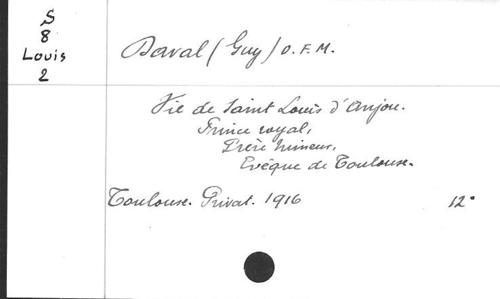 S
8
Louis
2
Daval (Guy) O.F.M.
Vie de Saint Louis d'Anjou.
Prince royal,
Frère mineur,
Evêque de Toulouse.
Toulouse. Privat. 1916 12°